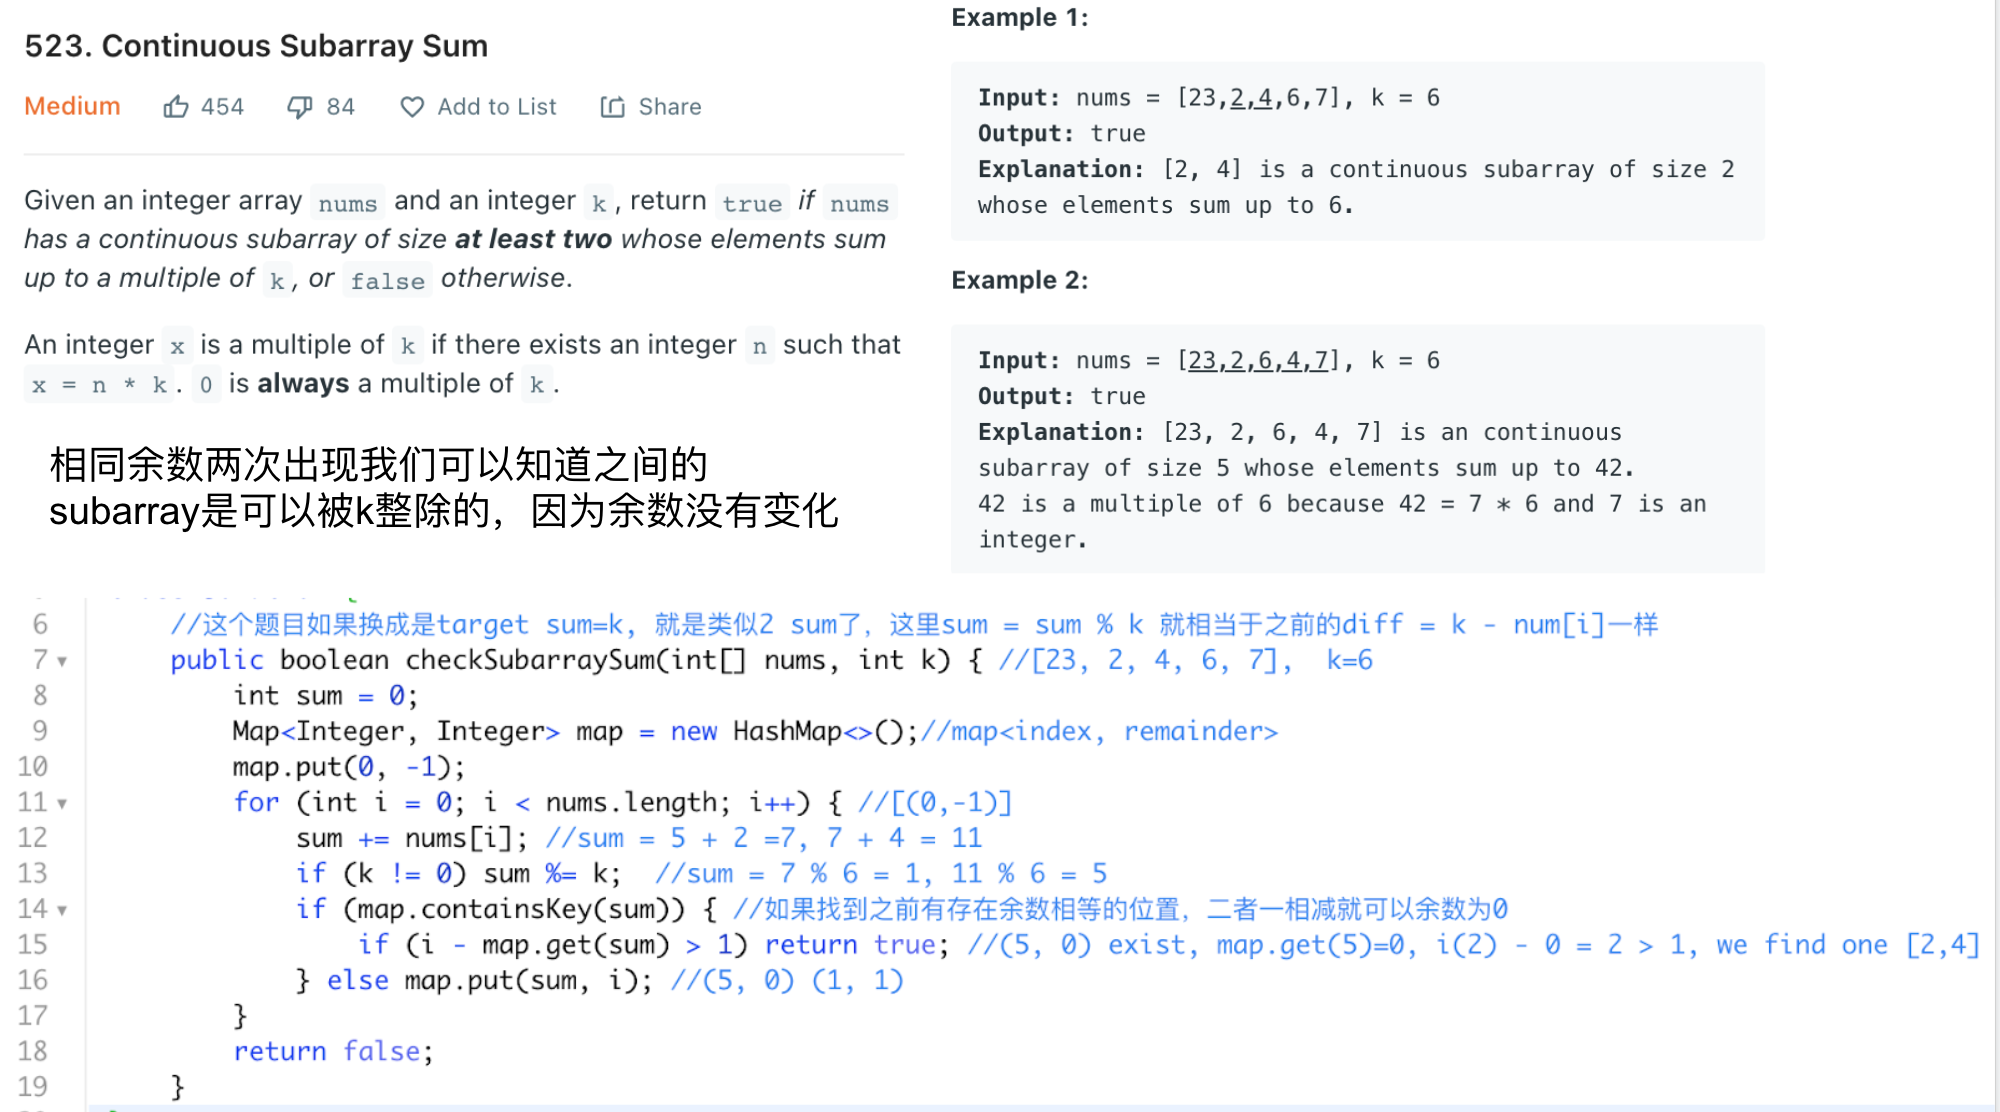 523. Continuous Subarray Sum
Medium 454 84 Add to List Share
Given an integer array nums and an integer k, return true if nums
has a continuous subarray of size at least two whose elements sum
up to a multiple of k, or false otherwise.
An integer x is a multiple of k if there exists an integer n such that
x = n * k. 0 is always a multiple of k.
相同余数两次出现我们可以知道之间的
subarray是可以被k整除的，因为余数没有变化
Example 1:
Input: nums = [23,2,4,6,7], k = 6
Output: true
Explanation: [2, 4] is a continuous subarray of size 2
whose elements sum up to 6.
Example 2:
Input: nums = [23,2,6,4,7], k = 6
Output: true
Explanation: [23, 2, 6, 4, 7] is an continuous
subarray of size 5 whose elements sum up to 42.
42 is a multiple of 6 because 42 = 7 * 6 and 7 is an
integer.
6 //这个题目如果换成是target sum=k, 就是类似2 sum了, 这里sum = sum % k 就相当于之前的diff = k - num[i]一样
7 public boolean checkSubarraySum(int[] nums, int k) { //[23, 2, 4, 6, 7], k=6
8 int sum = 0;
9 Map<Integer, Integer> map = new HashMap<>();//map<index, remainder>
10 map.put(0, -1);
11 for (int i = 0; i < nums.length; i++) { //[(0,-1)]
12 sum += nums[i]; //sum = 5 + 2 =7, 7 + 4 = 11
13 if (k != 0) sum %= k; //sum = 7 % 6 = 1, 11 % 6 = 5
14 if (map.containsKey(sum)) { //如果找到之前有存在余数相等的位置, 二者一相减就可以余数为0
15 if (i - map.get(sum) > 1) return true; //(5, 0) exist, map.get(5)=0, i(2) - 0 = 2 > 1, we find one [2,4]
16 } else map.put(sum, i); //(5, 0) (1, 1)
17 }
18 return false;
19 }